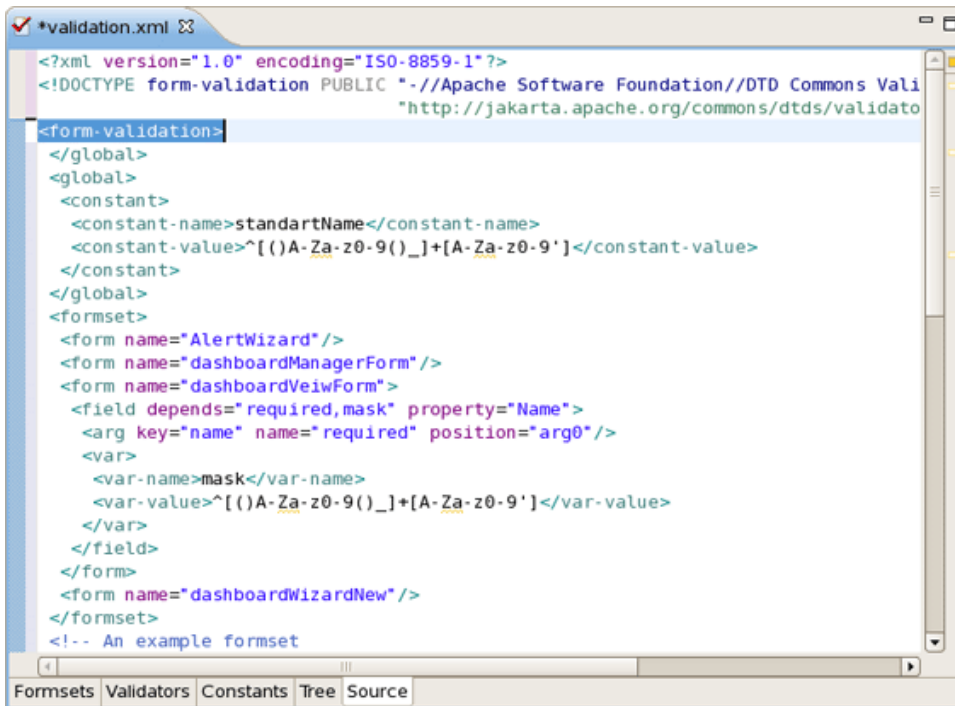 *validation.xml
<?xml version="1.0" encoding="ISO-8859-1"?>
<!DOCTYPE form-validation PUBLIC "-//Apache Software Foundation//DTD Commons Vali
"http://jakarta.apache.org/commons/dtds/validato
<form-validation>
</global>
<global>
<constant>
<constant-name>standartName</constant-name>
<constant-value>^[()A-Za-z0-9()_]+[A-Za-z0-9']</constant-value>
</constant>
</global>
<formset>
<form name="AlertWizard"/>
<form name="dashboardManagerForm"/>
<form name="dashboardVeiwForm">
<field depends="required,mask" property="Name">
<arg key="name" name="required" position="arg0"/>
<var>
<var-name>mask</var-name>
<var-value>^[()A-Za-z0-9()_]+[A-Za-z0-9']</var-value>
</var>
</field>
</form>
<form name="dashboardWizardNew"/>
</formset>
<!-- An example formset
Formsets Validators Constants Tree Source